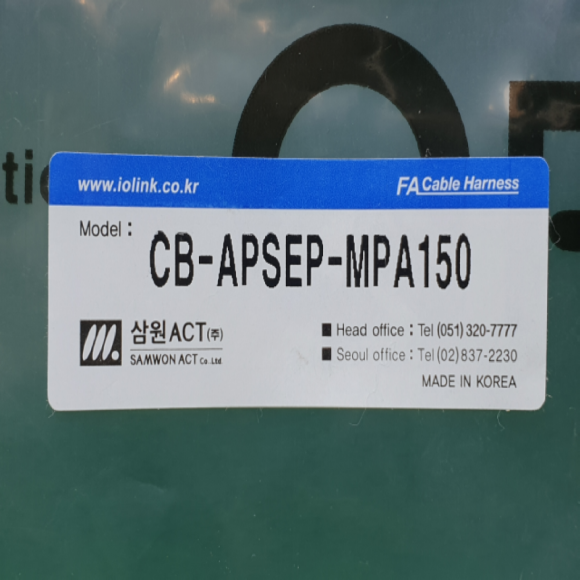 www.iolink.co.kr
FA Cable Harness
Model :
CB-APSEP-MPA150
삼원ACT(주)
SAMWON ACT Co.,Ltd
■ Head office : Tel (051) 320-7777
■ Seoul office : Tel (02) 837-2230
MADE IN KOREA